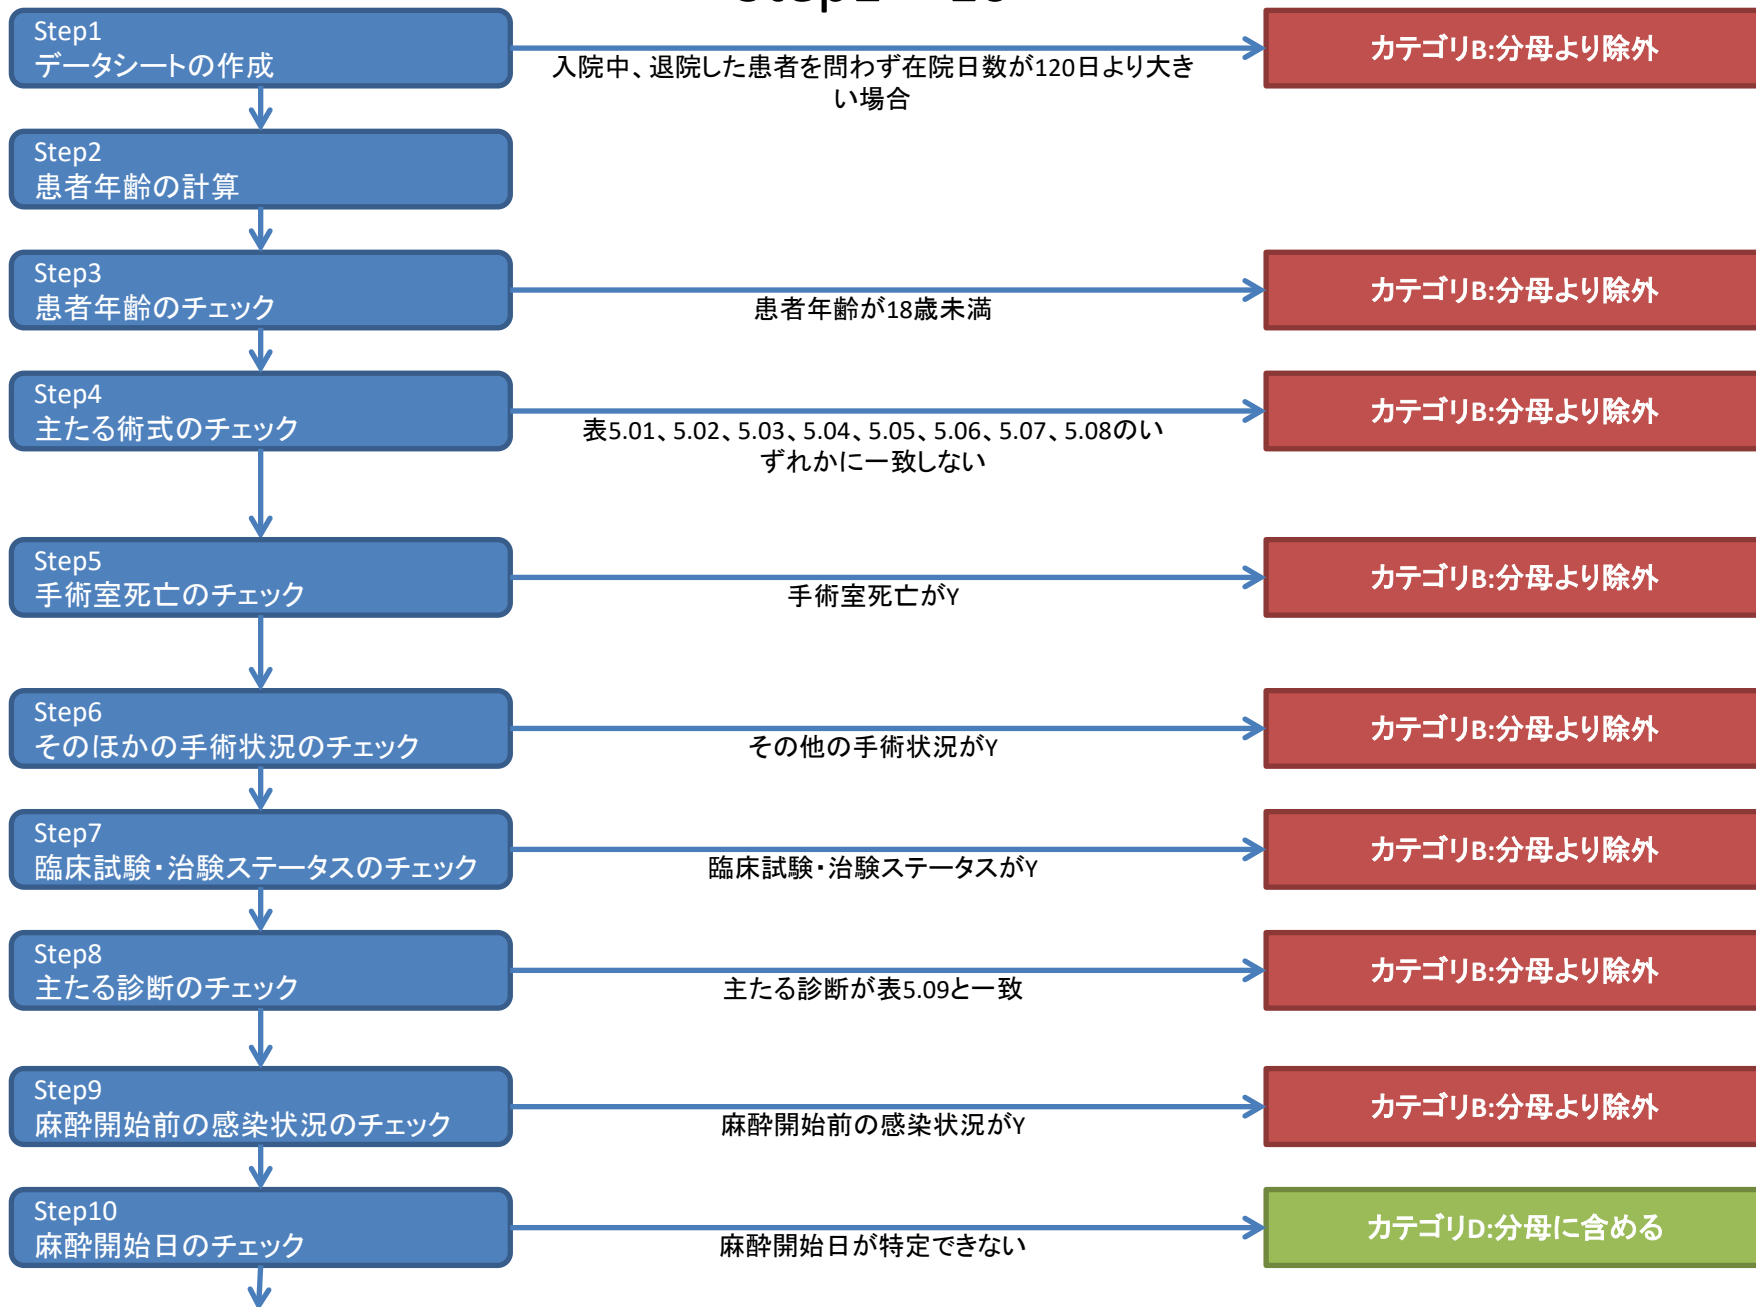 Step1
データシートの作成
入院中、退院した患者を問わず在院日数が120日より大き
い場合
カテゴリB:分母より除外
Step2
患者年齢の計算
Step3
患者年齢のチェック
患者年齢が18歳未満
カテゴリB:分母より除外
Step4
主たる術式のチェック
表5.01、5.02、5.03、5.04、5.05、5.06、5.07、5.08のい
ずれかに一致しない
カテゴリB:分母より除外
Step5
手術室死亡のチェック
手術室死亡がY
カテゴリB:分母より除外
Step6
そのほかの手術状況のチェック
その他の手術状況がY
カテゴリB:分母より除外
Step7
臨床試験・治験ステータスのチェック
臨床試験・治験ステータスがY
カテゴリB:分母より除外
Step8
主たる診断のチェック
主たる診断が表5.09と一致
カテゴリB:分母より除外
Step9
麻酔開始前の感染状況のチェック
麻酔開始前の感染状況がY
カテゴリB:分母より除外
Step10
麻酔開始日のチェック
麻酔開始日が特定できない
カテゴリD:分母に含める